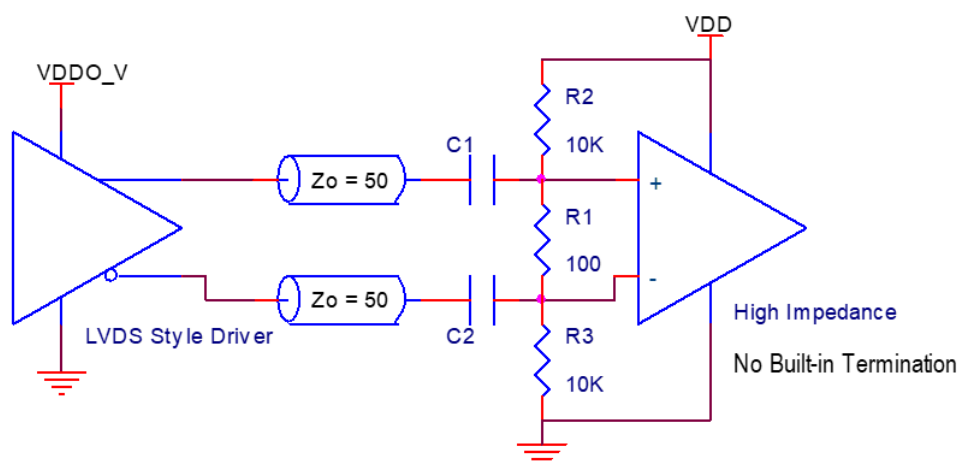 VDD
VDDO_V
R2
C1
10K
Zo = 50
+
R1
100
-
Zo = 50
LVDS Style Driver
C2
R3
10K
High Impedance
No Built-in Termination